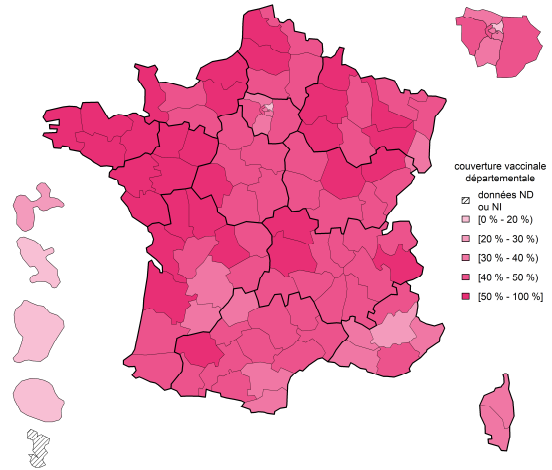 couverture vaccinale
départementale
données ND
ou NI
[0 % - 20 %)
[20 % - 30 %)
[30 % - 40 %)
[40 % - 50 %)
[50 % - 100 %]